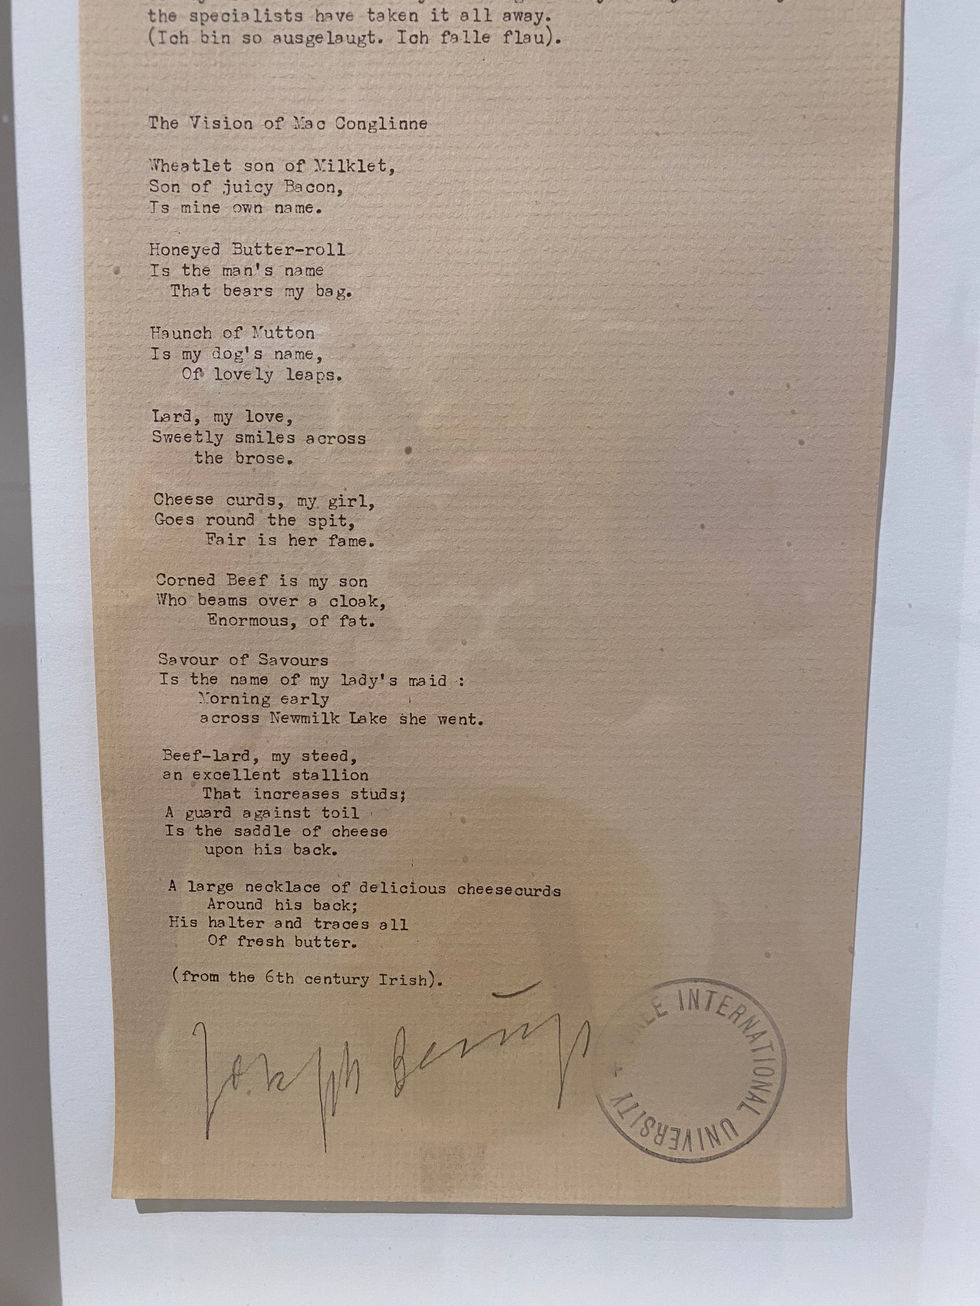 the specialists have taken it all away.
(Ich bin so ausgelaugt. Ich falle flau).
The Vision of Mac Conglinne
Wheatlet son of Milklet,
Son of juicy Bacon,
Is mine own name.
Honeyed Butter-roll
Is the man's name
That bears my bag.
Haunch of Mutton
Is my dog's name,
Of lovely leaps.
Lard, my love,
Sweetly smiles across
the brose.
Cheese curds, my girl,
Goes round the spit,
Fair is her fame.
Corned Beef is my son
Who beams over a cloak,
Enormous, of fat.
Savour of Savours
Is the name of my lady's maid :
Morning early
across Newmilk Lake she went.
Beef-lard, my steed,
an excellent stallion
That increases studs;
A guard against toil
Is the saddle of cheese
upon his back.
A large necklace of delicious cheesecurds
Around his back;
His halter and traces all
Of fresh butter.
(from the 6th century Irish).
Joseph Beuys
FREE INTERNATIONAL UNIVERSITY